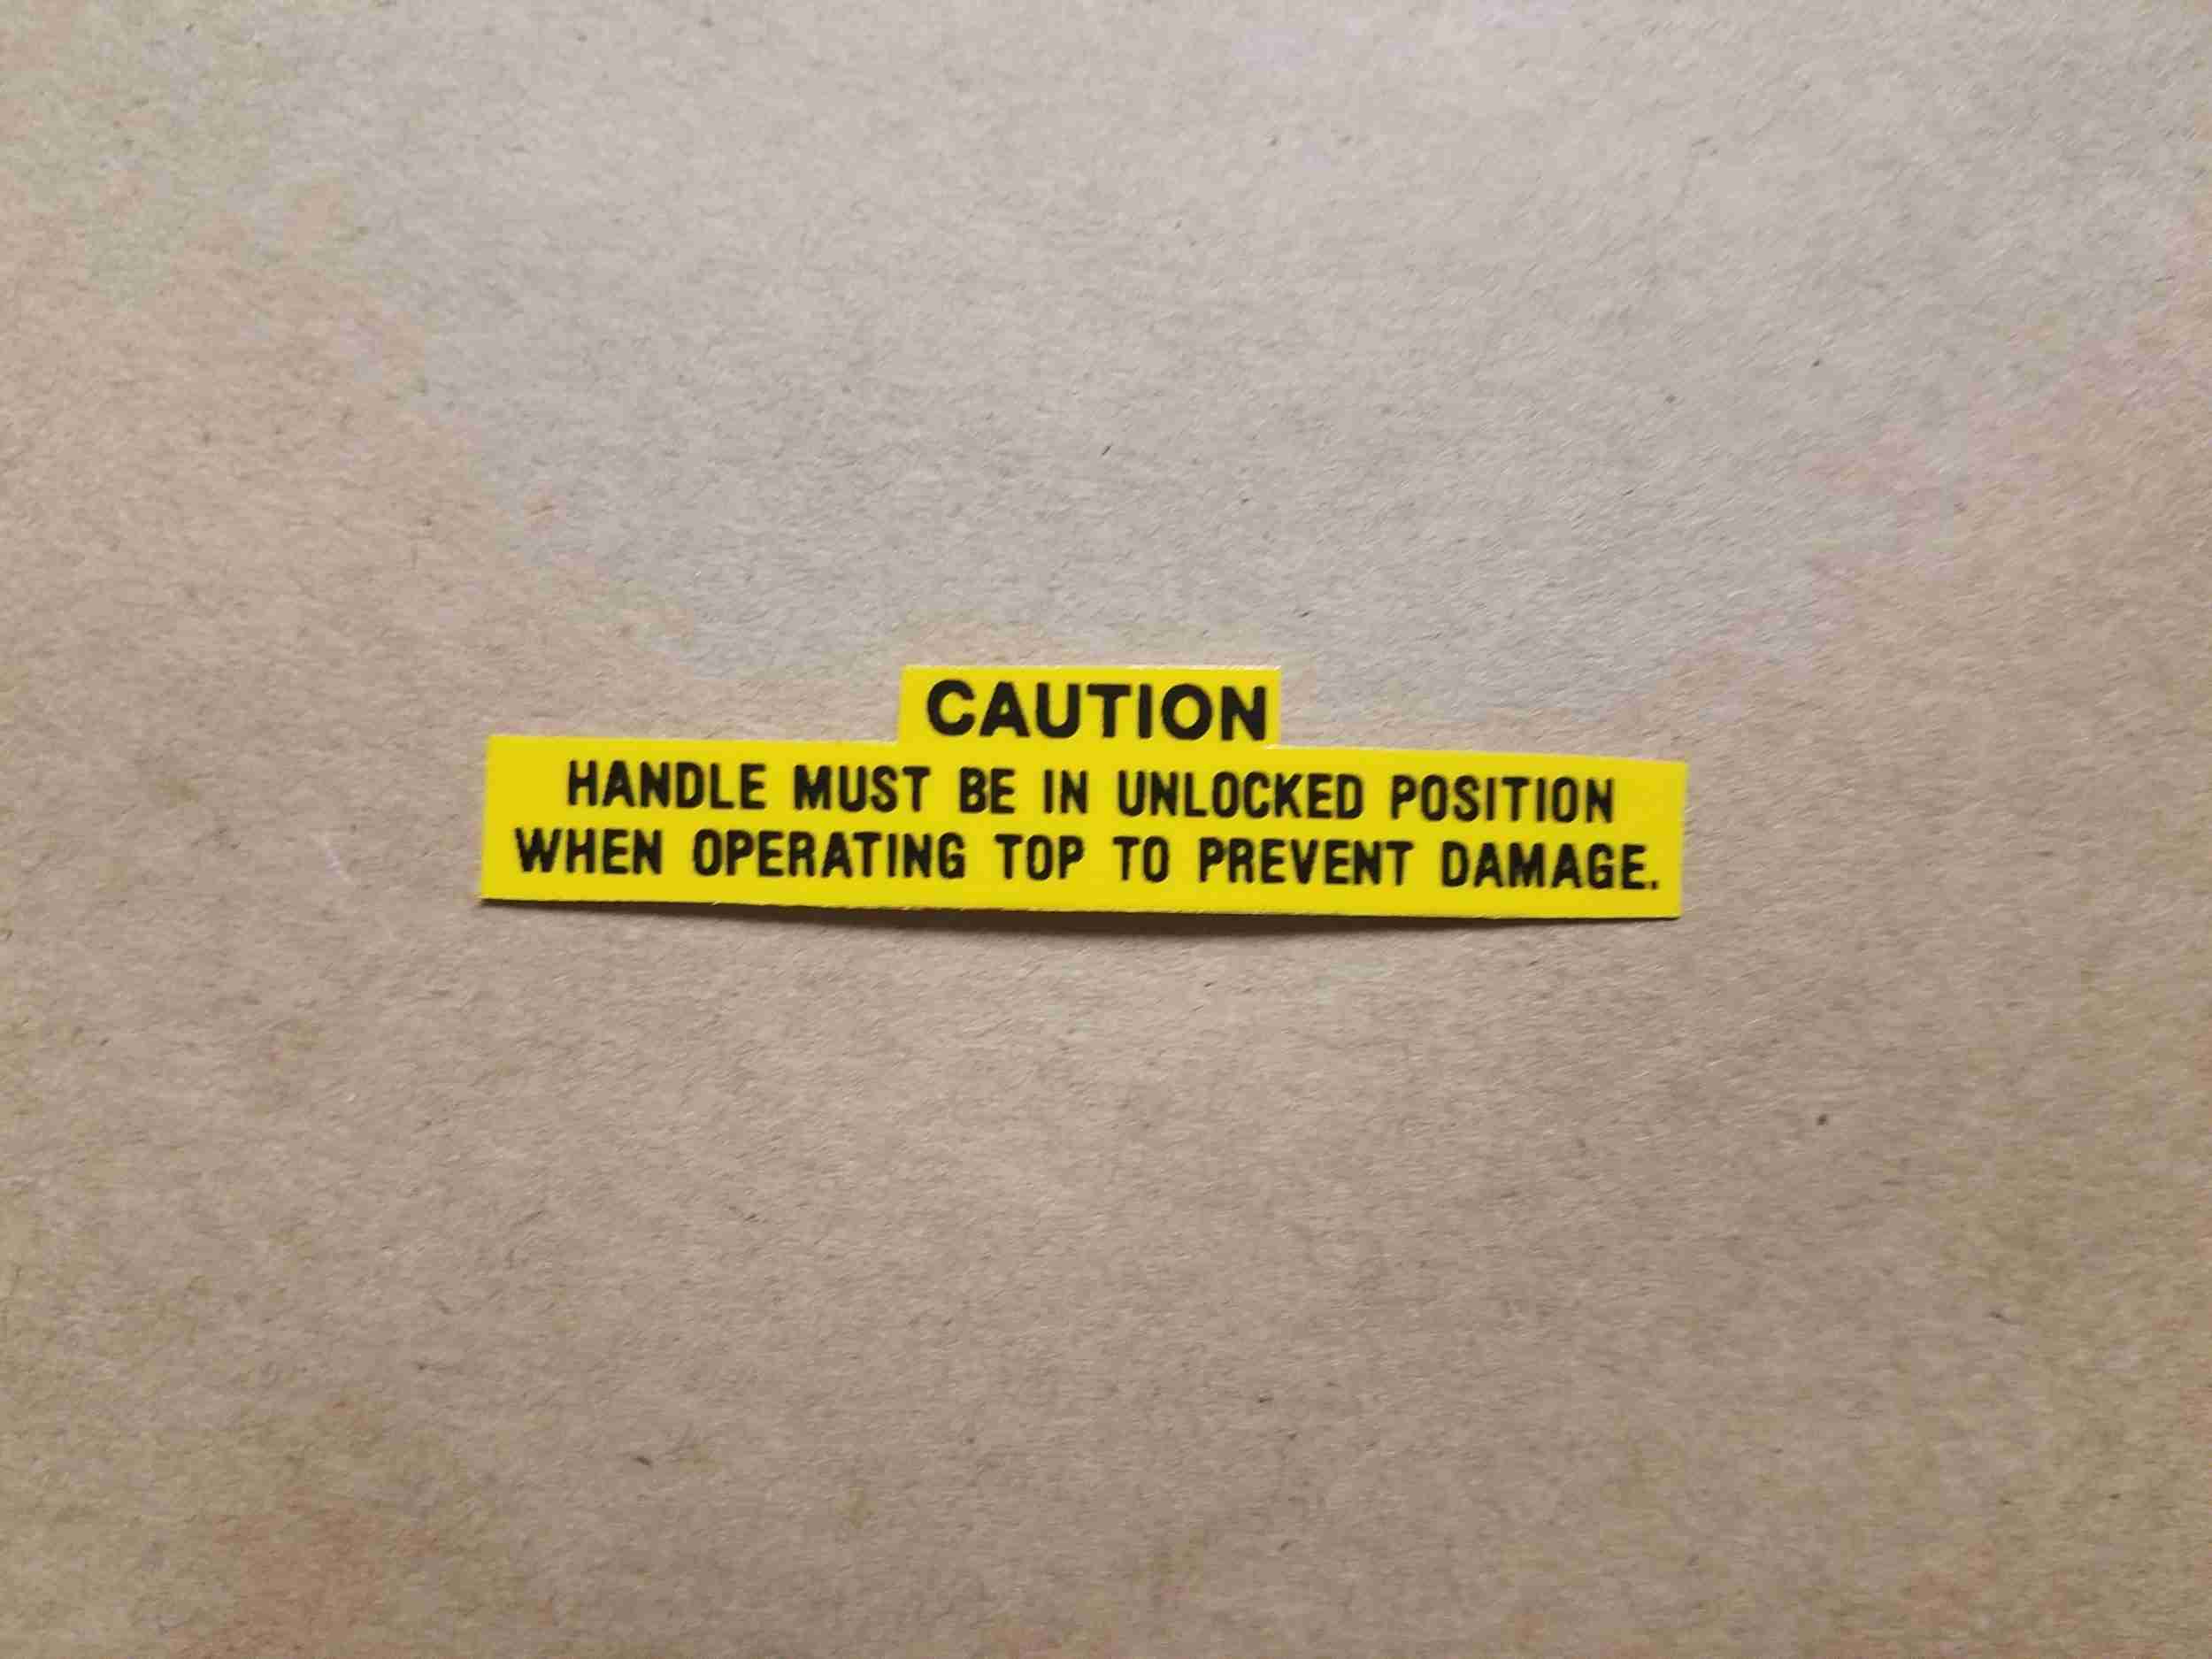 CAUTION
HANDLE MUST BE IN UNLOCKED POSITION
WHEN OPERATING TOP TO PREVENT DAMAGE.